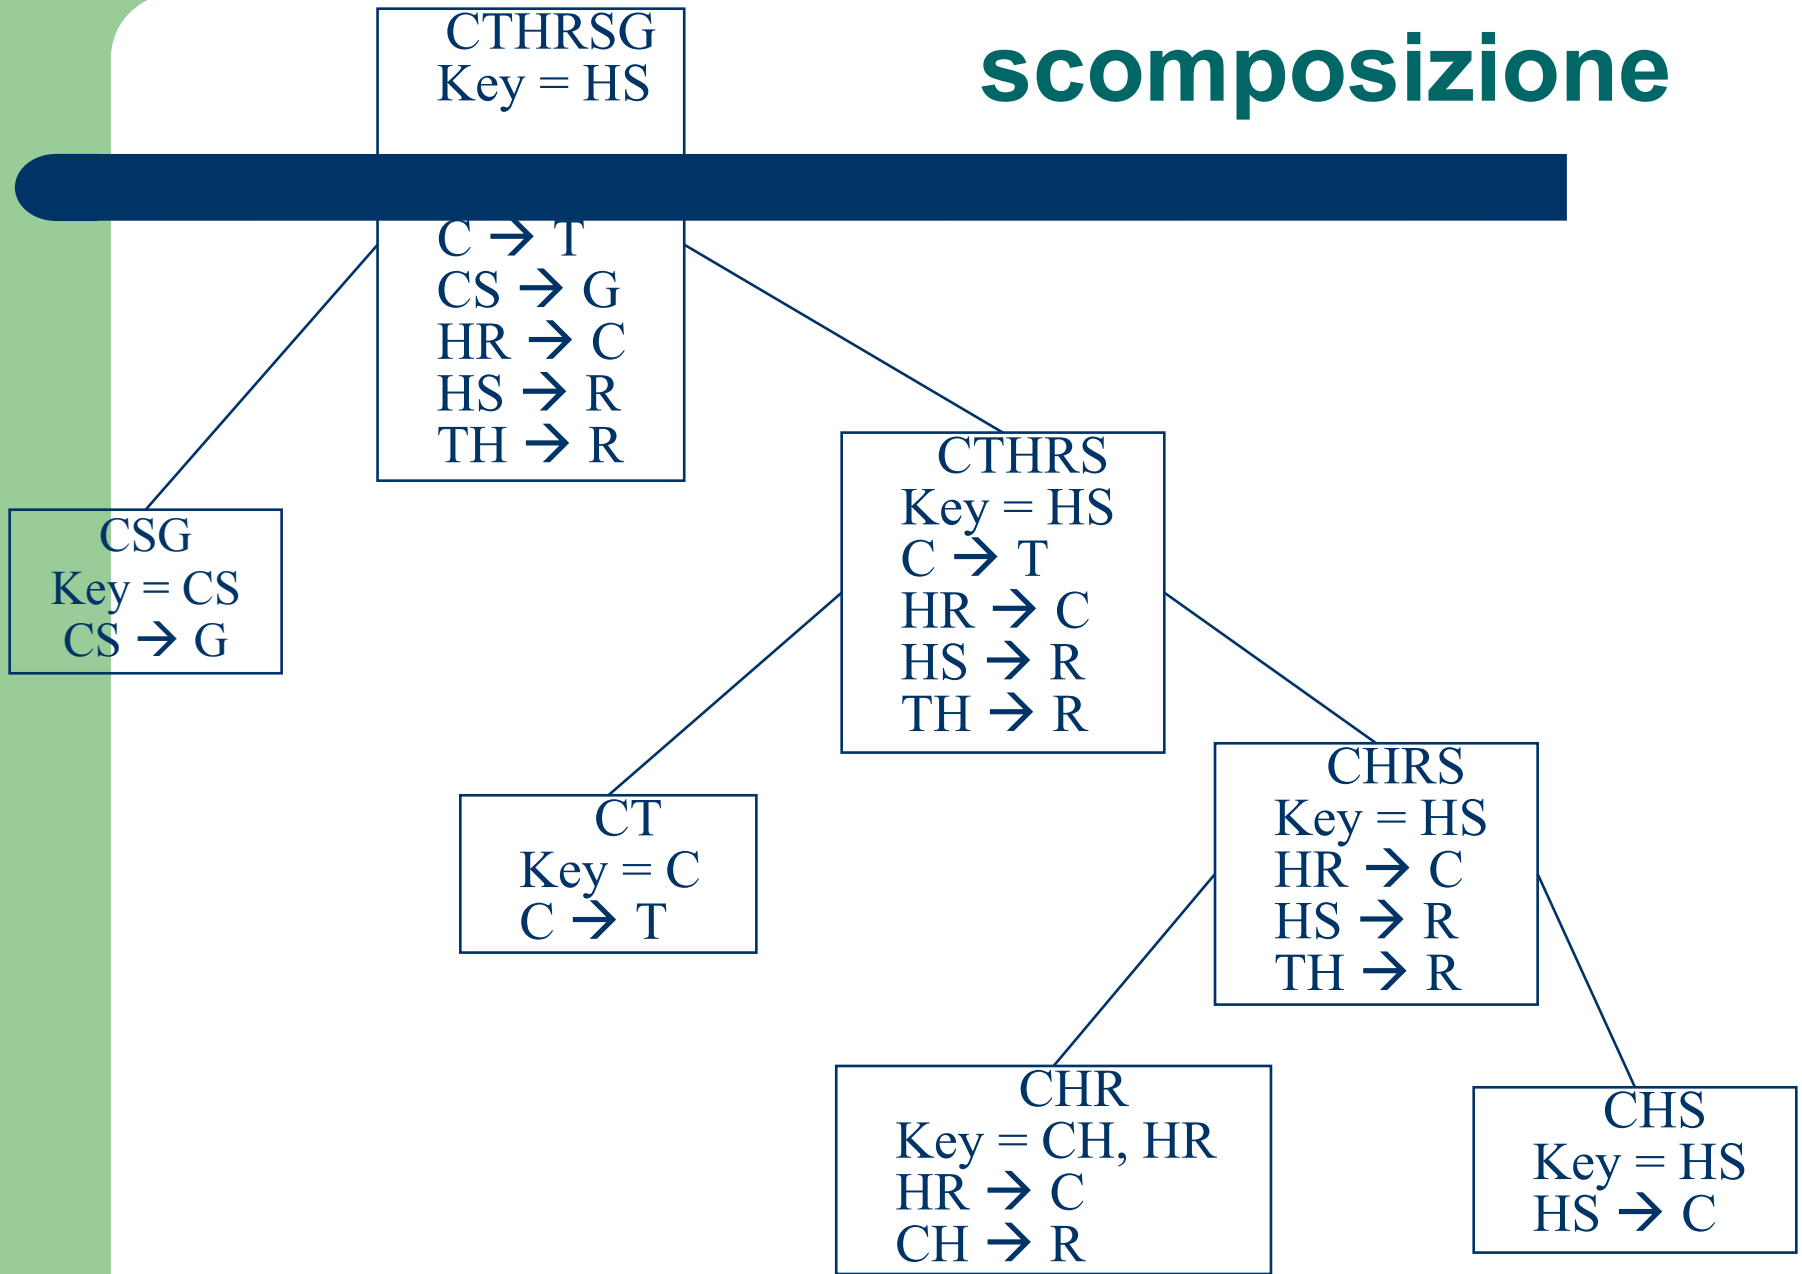 scomposizione
CTHRSG
Key = HS
C → T
CS → G
HR → C
HS → R
TH → R
CSG
Key = CS
CS → G
CTHRS
Key = HS
C → T
HR → C
HS → R
TH → R
CT
Key = C
C → T
CHRS
Key = HS
HR → C
HS → R
TH → R
CHR
Key = CH, HR
HR → C
CH → R
CHS
Key = HS
HS → C